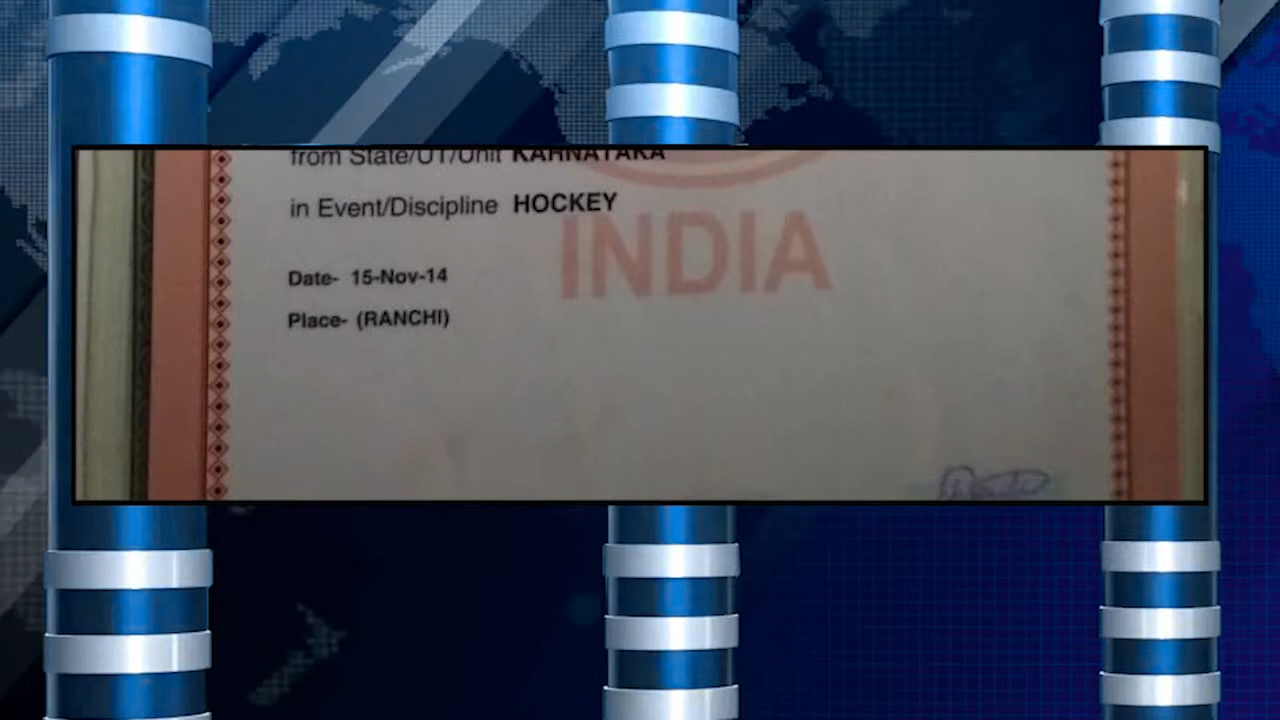 from State/UT/Unit KARNATAKA
in Event/Discipline HOCKEY
INDIA
Date- 15-Nov-14
Place- (RANCHI)